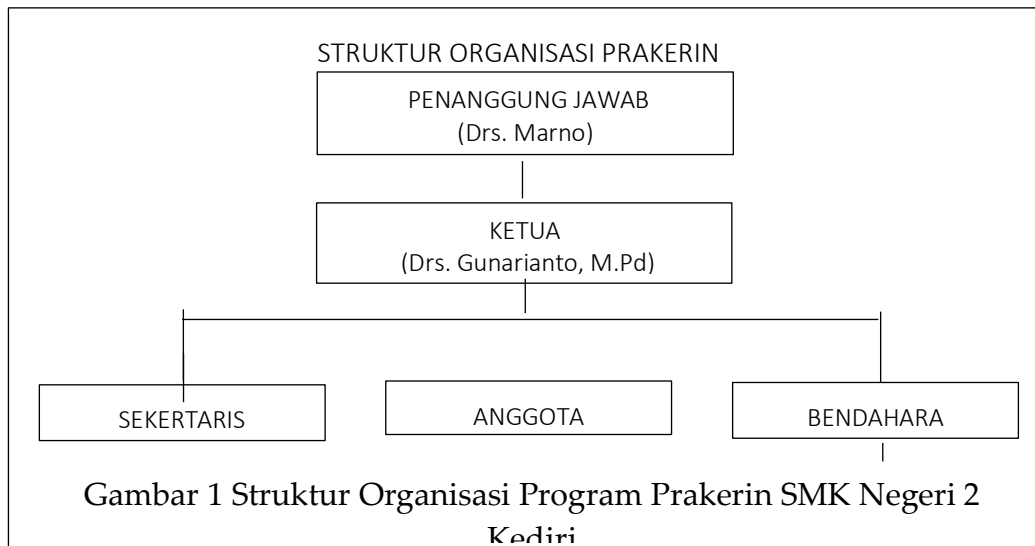 STRUKTUR ORGANISASI PRAKERIN
PENANGGUNG JAWAB
(Drs. Marno)
KETUA
(Drs. Gunarianto, M.Pd)
SEKERTARIS
ANGGOTA
BENDAHARA
Gambar 1 Struktur Organisasi Program Prakerin SMK Negeri 2
Kediri